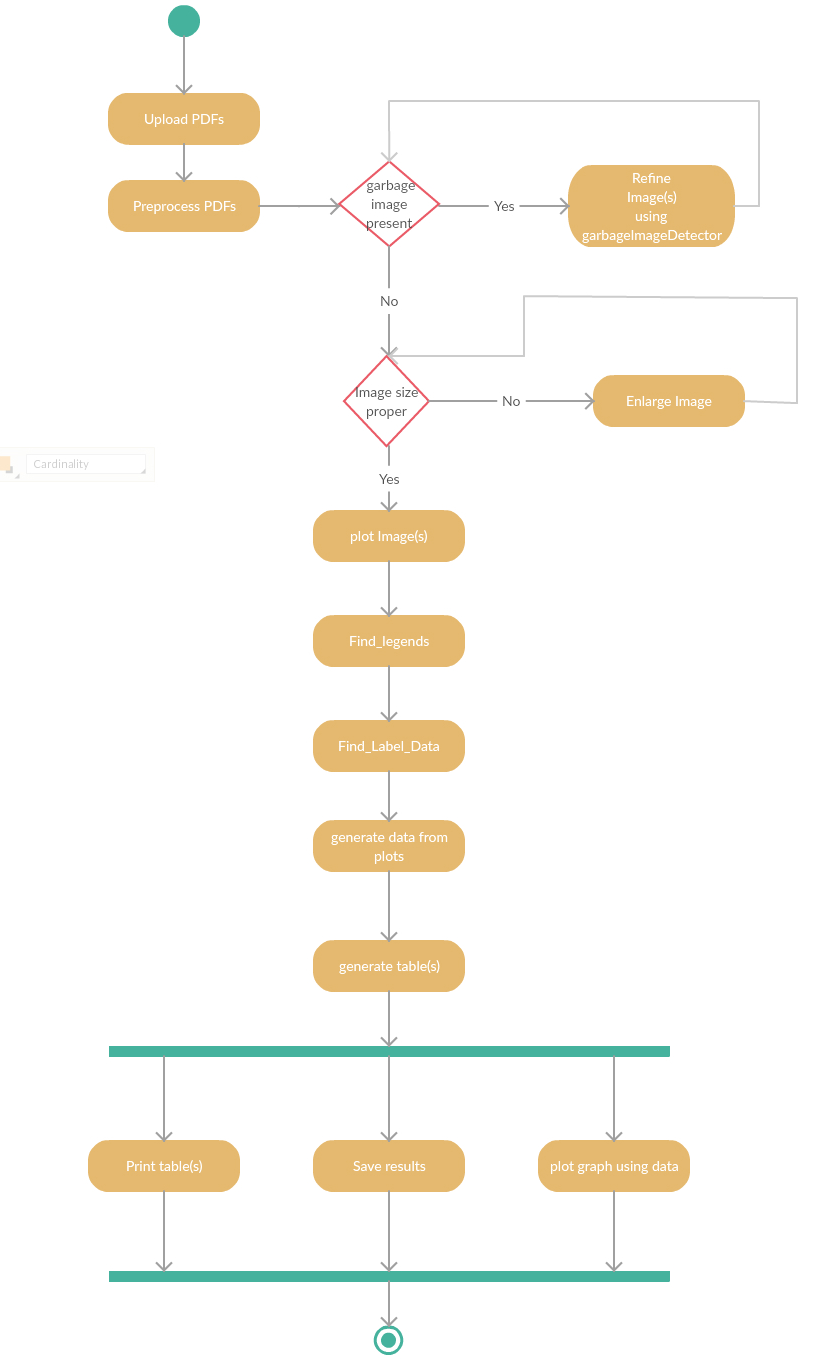 Upload PDFs
Preprocess PDFs
garbage
image
present
Yes
Refine
Image(s)
using
garbageImageDetector
No
Image size
proper
No
Enlarge Image
Cardinality
Yes
plot Image(s)
Find_legends
Find_Label_Data
generate data from
plots
generate table(s)
Print table(s)
Save results
plot graph using data